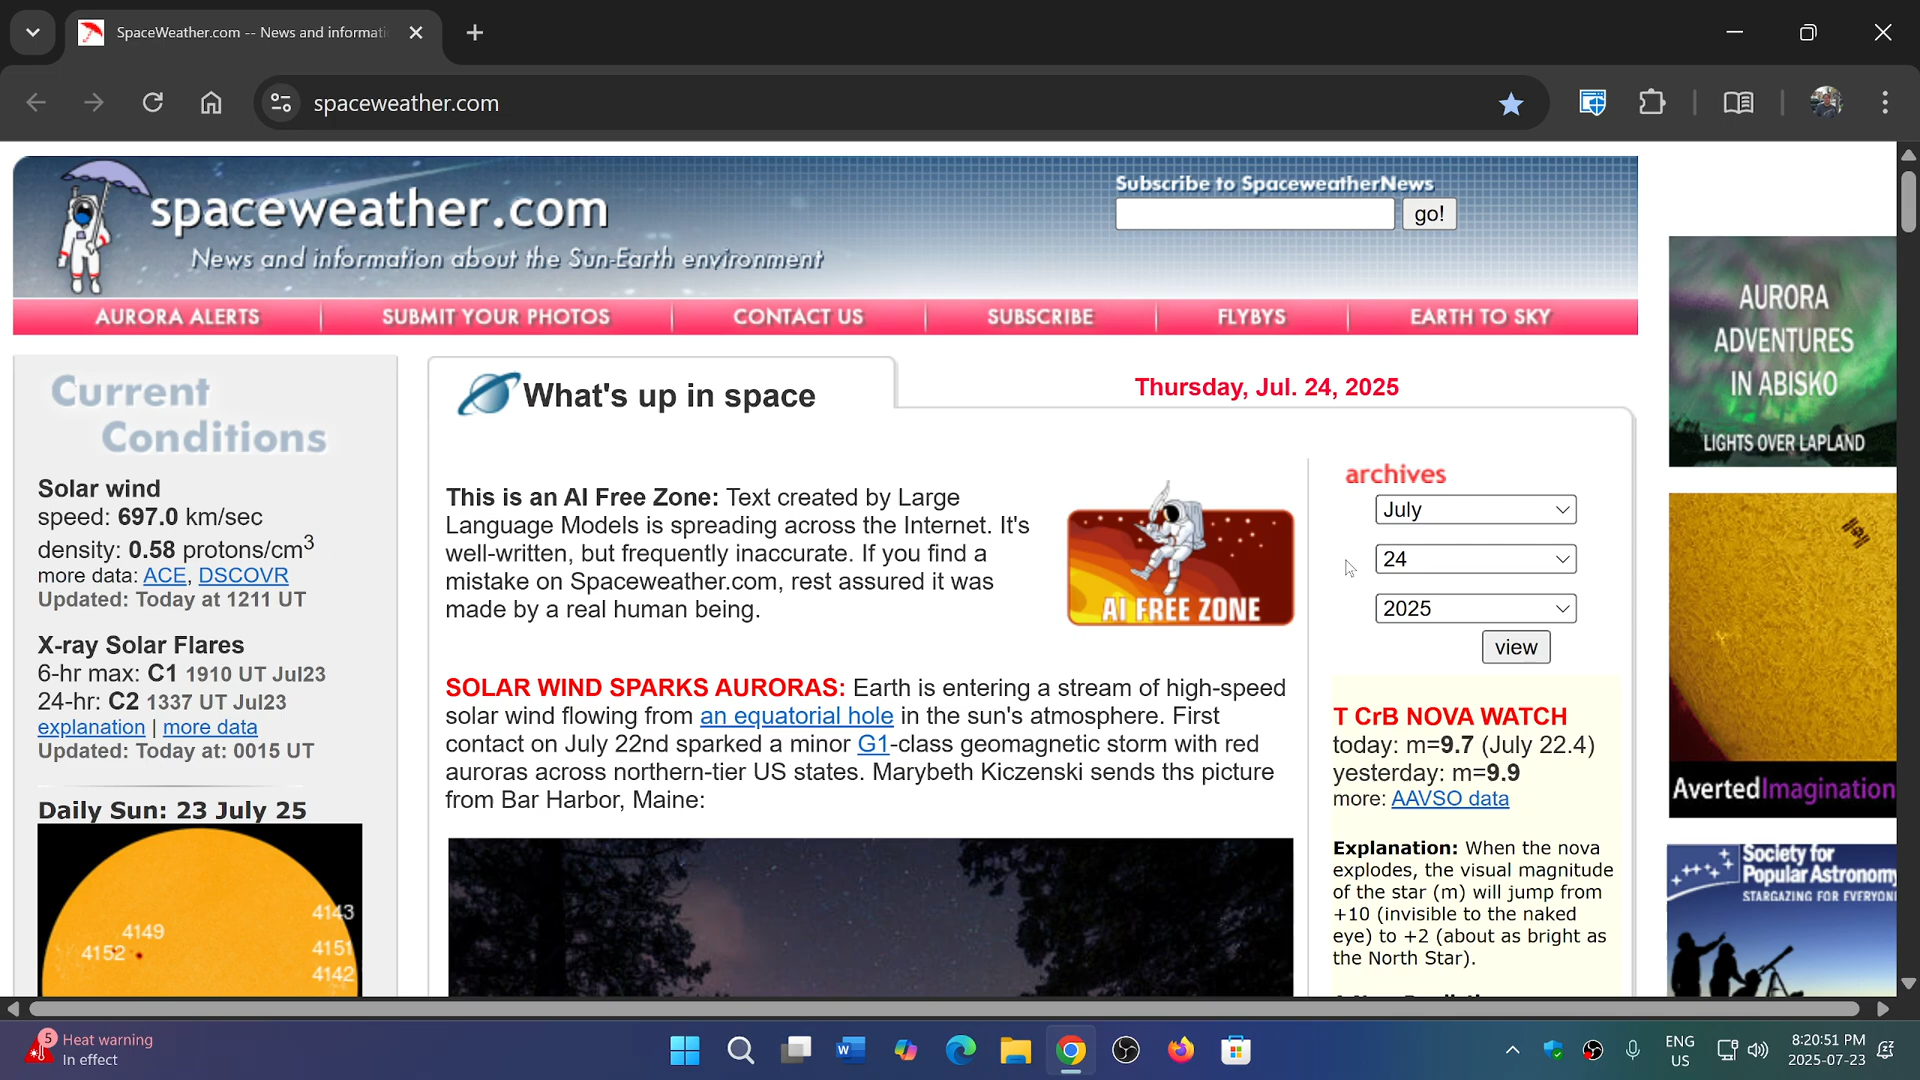 SpaceWeather.com -- News and informati
spaceweather.com
spaceweather.com
News and information about the Sun-Earth environment
Subscribe to SpaceweatherNews
go!
AURORA ALERTS
SUBMIT YOUR PHOTOS
CONTACT US
SUBSCRIBE
FLYBYS
EARTH TO SKY
Current
Conditions
Solar wind
speed: 697.0 km/sec
density: 0.58 protons/cm3
more data: ACE, DSCOVR
Updated: Today at 1211 UT
X-ray Solar Flares
6-hr max: C1 1910 UT Jul23
24-hr: C2 1337 UT Jul23
explanation | more data
Updated: Today at: 0015 UT
Daily Sun: 23 July 25
4143
4149
4151
4152
4142
What's up in space
Thursday, Jul. 24, 2025
This is an AI Free Zone: Text created by Large
Language Models is spreading across the Internet. It's
well-written, but frequently inaccurate. If you find a
mistake on Spaceweather.com, rest assured it was
made by a real human being.
AI FREE ZONE
SOLAR WIND SPARKS AURORAS: Earth is entering a stream of high-speed
solar wind flowing from an equatorial hole in the sun's atmosphere. First
contact on July 22nd sparked a minor G1-class geomagnetic storm with red
auroras across northern-tier US states. Marybeth Kiczenski sends ths picture
from Bar Harbor, Maine:
archives
July
24
2025
view
T CrB NOVA WATCH
today: m=9.7 (July 22.4)
yesterday: m=9.9
more: AAVSO data
Explanation: When the nova
explodes, the visual magnitude
of the star (m) will jump from
+10 (invisible to the naked
eye) to +2 (about as bright as
the North Star).
AURORA
ADVENTURES
IN ABISKO
LIGHTS OVER LAPLAND
AvertedImagination
Society for
Popular Astronomy
STARGAZING FOR EVERYON
5
Heat warning
In effect
ENG
US
8:20:51 PM
2025-07-23